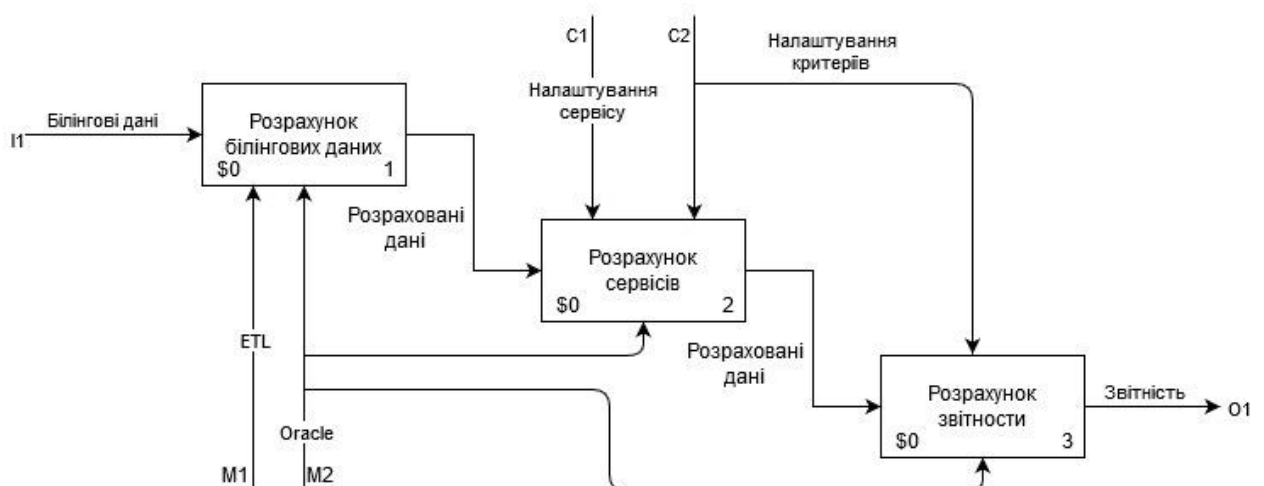 C1
C2
Налаштування
критеріїв
Налаштування
сервісу
I1
Білінгові дані
Розрахунок
білінгових даних
$0
1
Розраховані
дані
Розрахунок
сервісів
$0
2
ETL
Розраховані
дані
Розрахунок
звітности
$0
3
Звітність
O1
Oracle
M1
M2